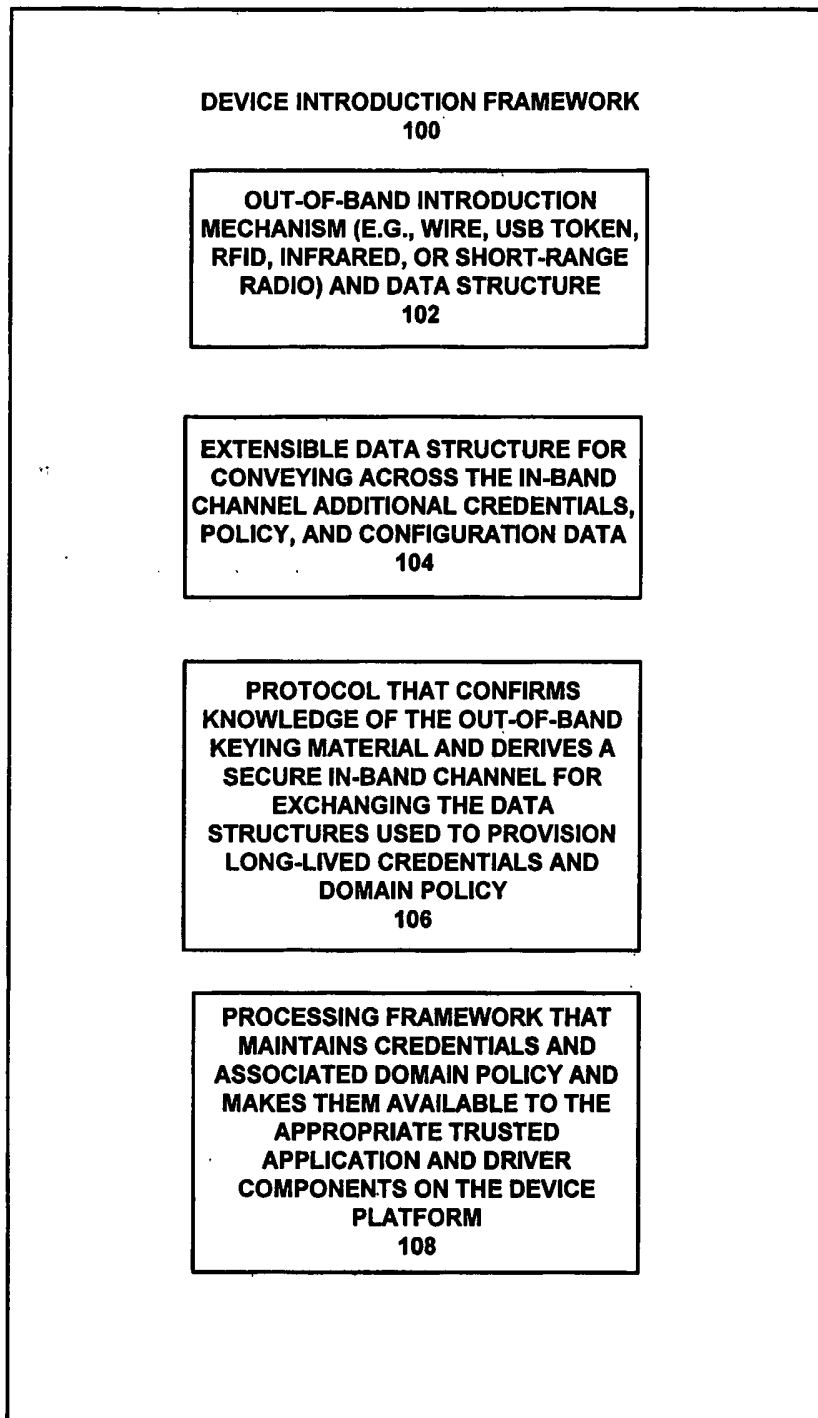 DEVICE INTRODUCTION FRAMEWORK
100
OUT-OF-BAND INTRODUCTION
MECHANISM (E.G., WIRE, USB TOKEN,
RFID, INFRARED, OR SHORT-RANGE
RADIO) AND DATA STRUCTURE
102
EXTENSIBLE DATA STRUCTURE FOR
CONVEYING ACROSS THE IN-BAND
CHANNEL ADDITIONAL CREDENTIALS,
POLICY, AND CONFIGURATION DATA
104
PROTOCOL THAT CONFIRMS
KNOWLEDGE OF THE OUT-OF-BAND
KEYING MATERIAL AND DERIVES A
SECURE IN-BAND CHANNEL FOR
EXCHANGING THE DATA
STRUCTURES USED TO PROVISION
LONG-LIVED CREDENTIALS AND
DOMAIN POLICY
106
PROCESSING FRAMEWORK THAT
MAINTAINS CREDENTIALS AND
ASSOCIATED DOMAIN POLICY AND
MAKES THEM AVAILABLE TO THE
APPROPRIATE TRUSTED
APPLICATION AND DRIVER
COMPONENTS ON THE DEVICE
PLATFORM
108